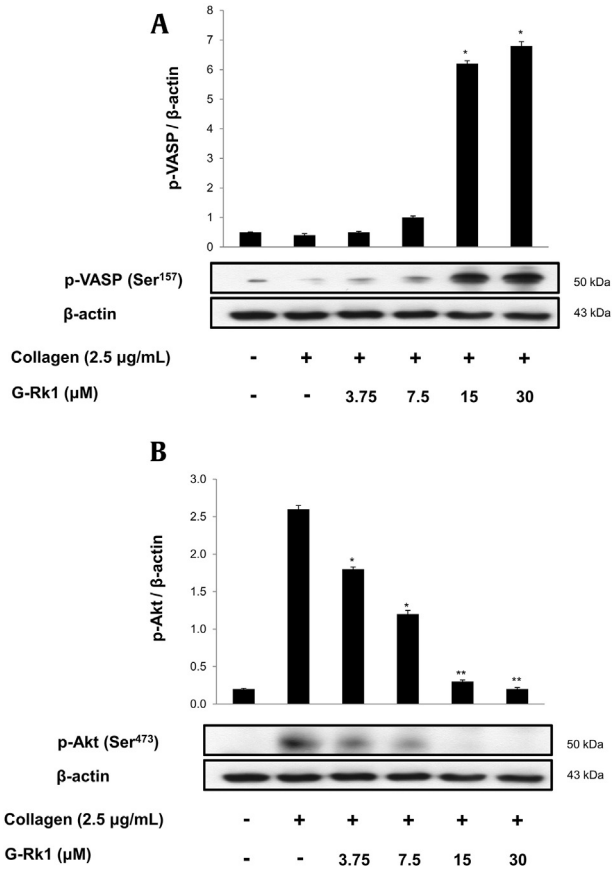 A
8
7
6
5
4
3
2
1
0
p-VASP / β-actin
*
*
p-VASP (Ser157)
50 kDa
β-actin
43 kDa
Collagen (2.5 μg/mL) - + + + + +
G-Rk1 (μM) - - 3.75 7.5 15 30
B
3.0
2.5
2.0
1.5
1.0
0.5
0.0
p-Akt / β-actin
*
*
**
**
p-Akt (Ser473)
50 kDa
β-actin
43 kDa
Collagen (2.5 μg/mL) - + + + + +
G-Rk1 (μM) - - 3.75 7.5 15 30